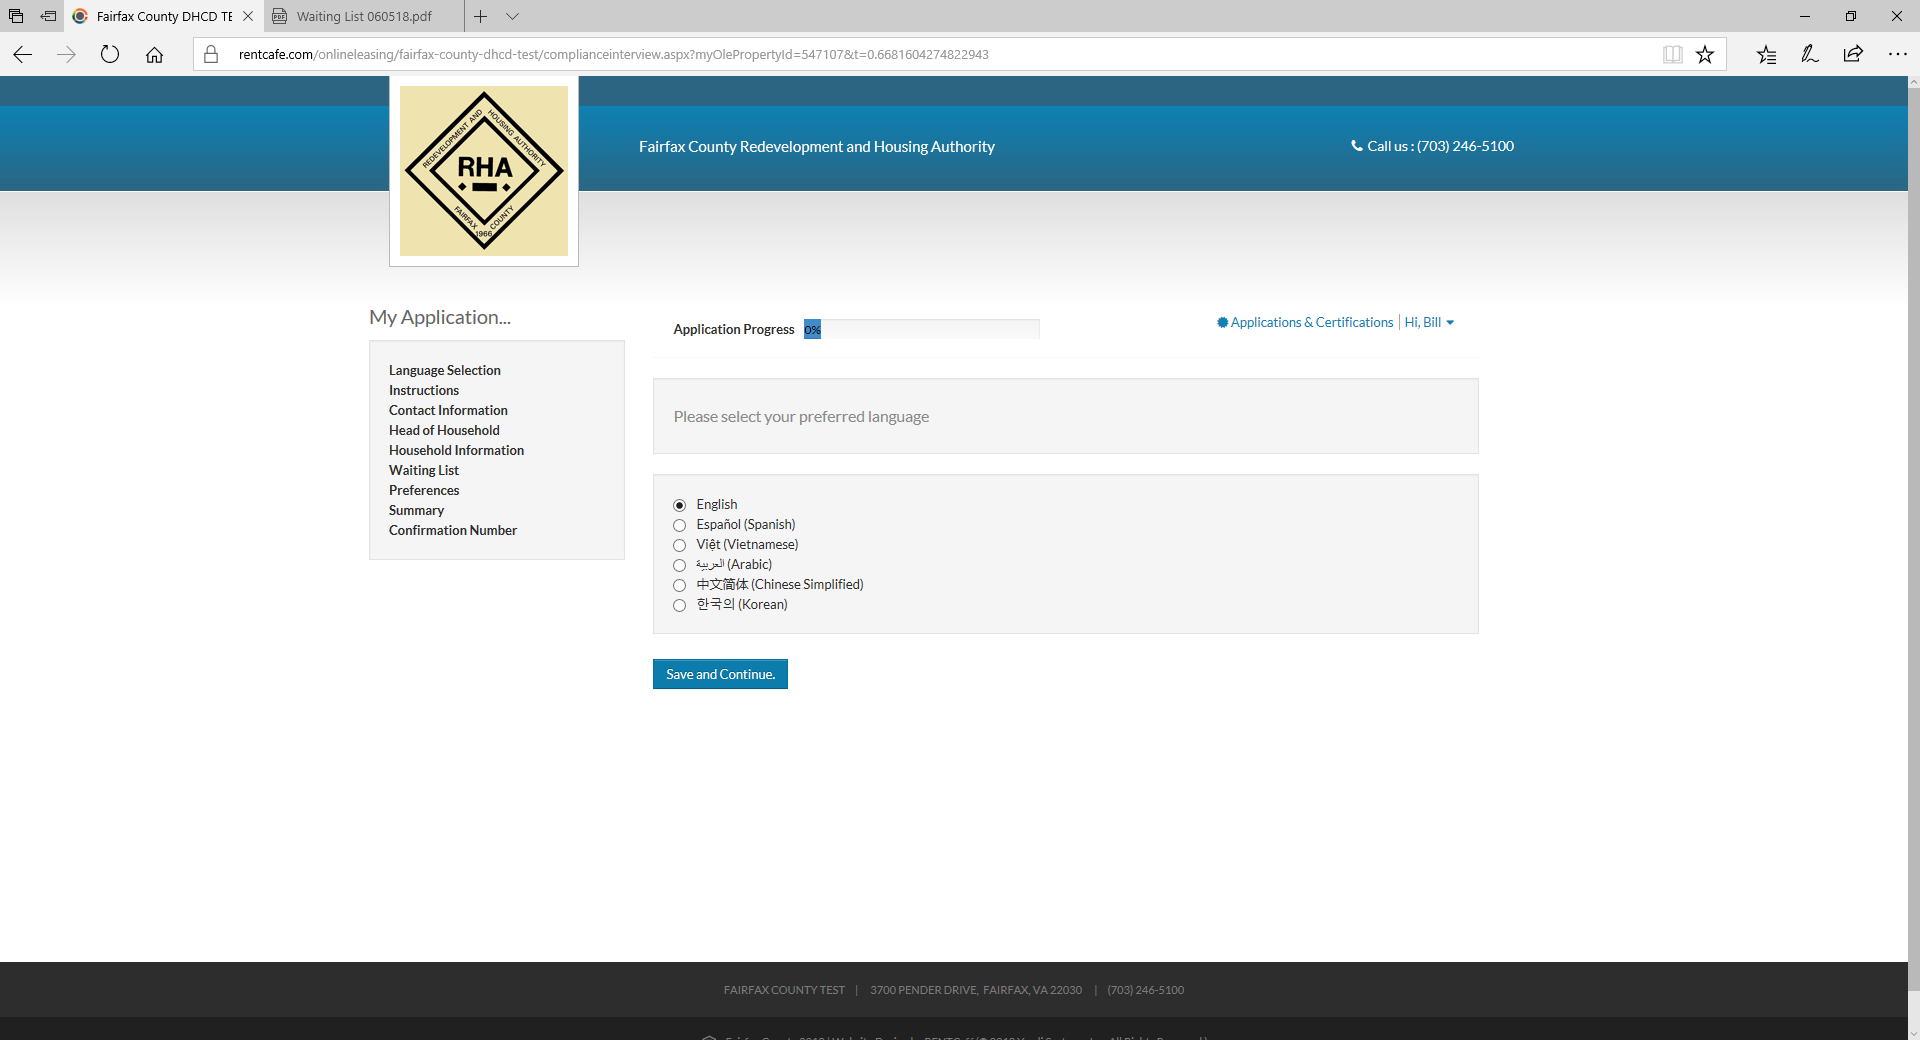 Fairfax County DHCD TE
Waiting List 060518.pdf
rentcafe.com/onlineleasing/fairfax-county-dhcd-test/complianceinterview.aspx?myOlePropertyId=547107&t=0.6681604274822943
REDEVELOPMENT AND
HOUSING AUTHORITY
RHA
FAIRFAX
COUNTY
1966
Fairfax County Redevelopment and Housing Authority
Call us : (703) 246-5100
My Application...
Application Progress 0%
Applications & Certifications
Hi, Bill
Language Selection
Instructions
Contact Information
Head of Household
Household Information
Waiting List
Preferences
Summary
Confirmation Number
Please select your preferred language
English
Español (Spanish)
Việt (Vietnamese)
العربية (Arabic)
中文简体 (Chinese Simplified)
한국의 (Korean)
Save and Continue.
FAIRFAX COUNTY TEST | 3700 PENDER DRIVE, FAIRFAX, VA 22030 | (703) 246-5100